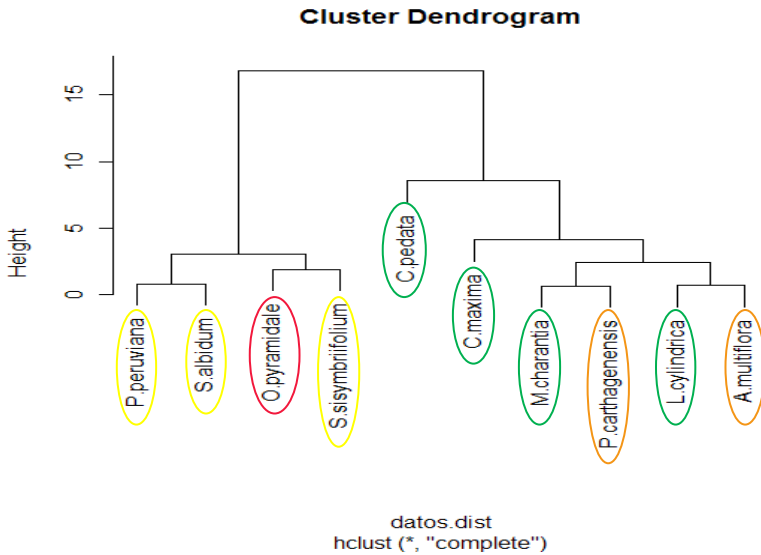 Cluster Dendrogram
Height
15
10
5
0
P.peruviana
S.albidum
O.pyramidale
S.sisymbriifolium
C.pedata
C.maxima
M.charantia
P.carthagenensis
L.cylindrica
A.multiflora
datos.dist
hclust (*, "complete")